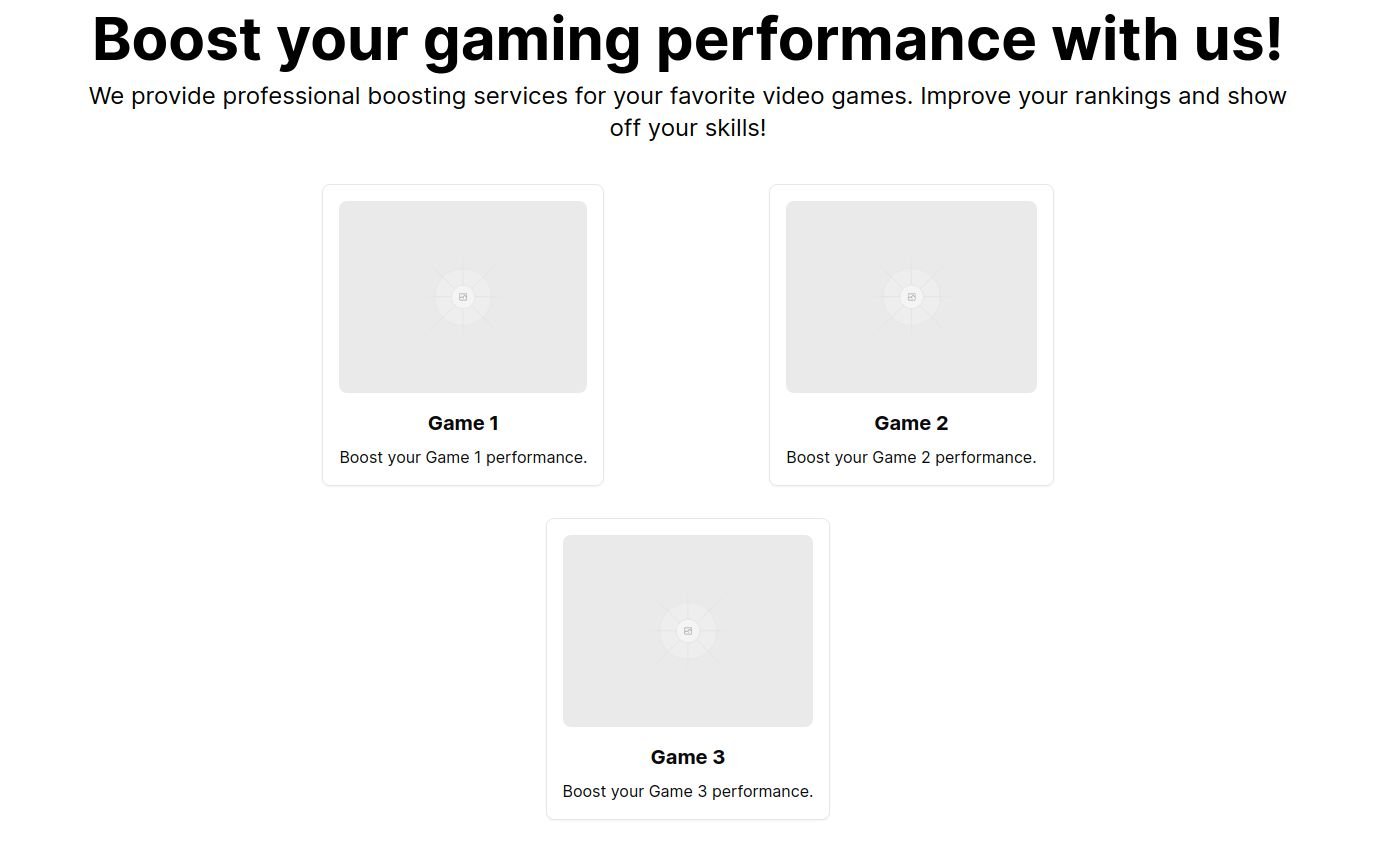 Boost your gaming performance with us!
We provide professional boosting services for your favorite video games. Improve your rankings and show
off your skills!
Game 1
Boost your Game 1 performance.
Game 2
Boost your Game 2 performance.
Game 3
Boost your Game 3 performance.